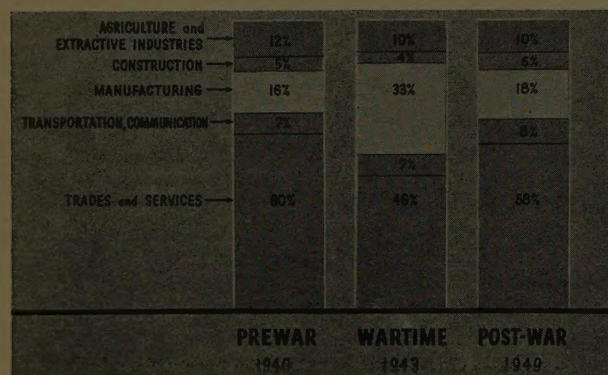 AGRICULTURE and
EXTRACTIVE INDUSTRIES
12% 10% 10%
CONSTRUCTION 5% 4% 6%
MANUFACTURING 16% 33% 18%
TRANSPORTATION, COMMUNICATION 7% 8%
7%
TRADES and SERVICES 60% 46% 58%
PREWAR WARTIME POST-WAR
1940 1943 1949